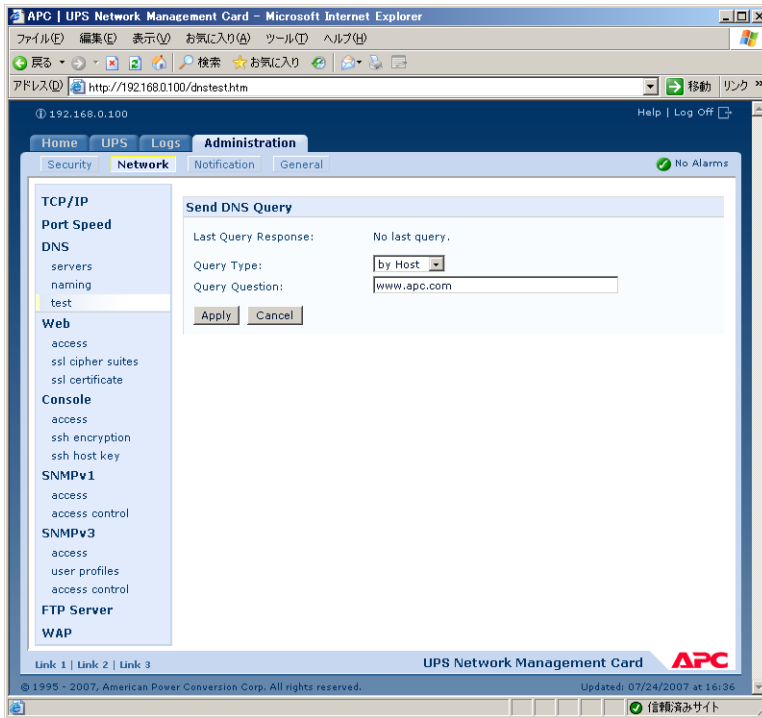 APC | UPS Network Management Card - Microsoft Internet Explorer
ファイル(F) 編集(E) 表示(V) お気に入り(A) ツール(T) ヘルプ(H)
戻る 検索 お気に入り
アドレス(D) http://192.168.0.100/dnstest.htm 移動 リンク »
192.168.0.100 Help | Log Off
Home UPS Logs Administration
Security Network Notification General No Alarms
TCP/IP
Port Speed
DNS
servers
naming
test
Web
access
ssl cipher suites
ssl certificate
Console
access
ssh encryption
ssh host key
SNMPv1
access
access control
SNMPv3
access
user profiles
access control
FTP Server
WAP
Send DNS Query
Last Query Response: No last query.
Query Type: by Host
Query Question: www.apc.com
Apply Cancel
Link 1 | Link 2 | Link 3 UPS Network Management Card APC
© 1995 - 2007, American Power Conversion Corp. All rights reserved. Updated: 07/24/2007 at 16:36
信頼済みサイト